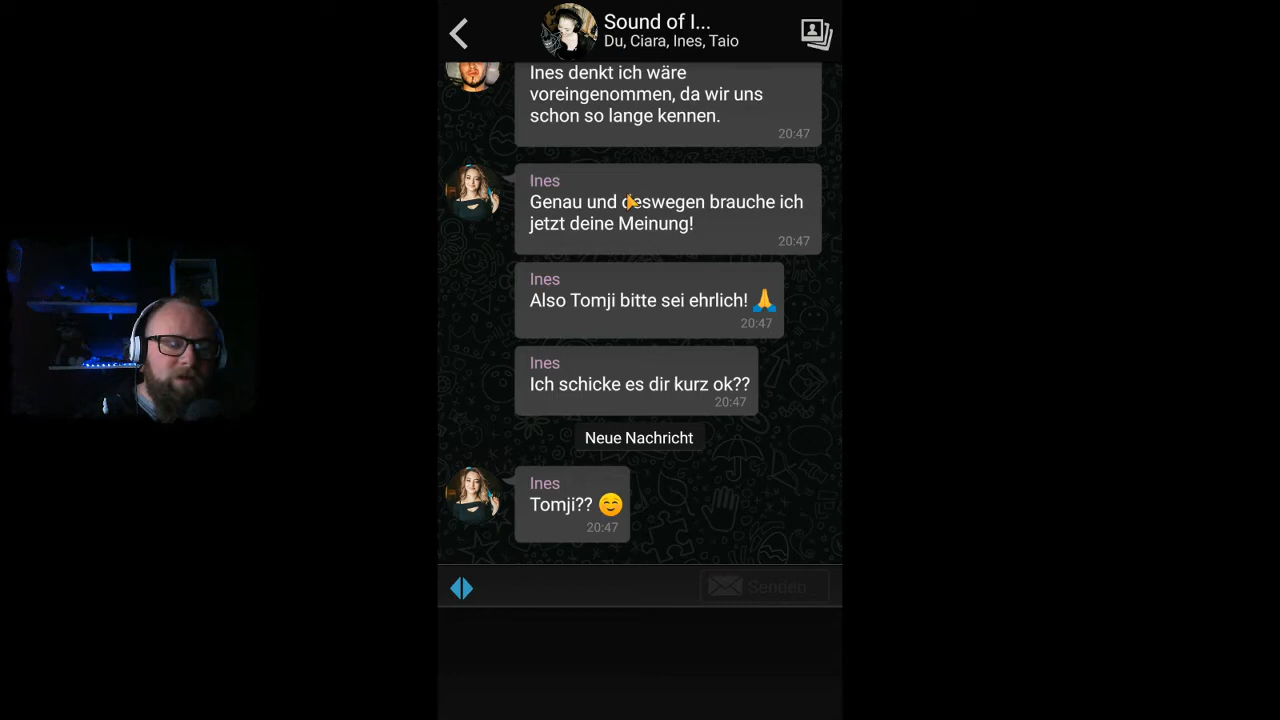 Sound of I...
Du, Ciara, Ines, Taio
Ines denkt ich wäre
voreingenommen, da wir uns
schon so lange kennen.
20:47
Ines
Genau und deswegen brauche ich
jetzt deine Meinung!
20:47
Ines
Also Tomji bitte sei ehrlich! 🙏
20:47
Ines
Ich schicke es dir kurz ok??
20:47
Neue Nachricht
Ines
Tomji?? 😊
20:47
Senden